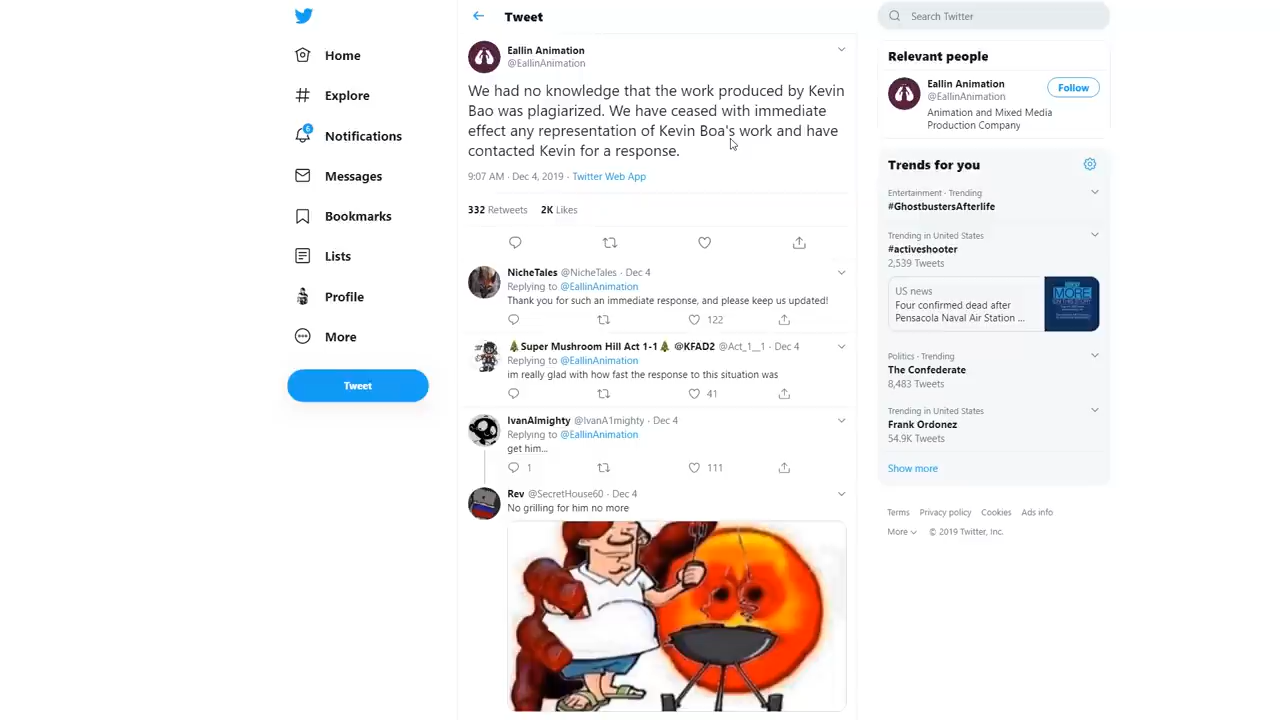 Home
Explore
6
Notifications
Messages
Bookmarks
Lists
Profile
More
Tweet
Tweet
Eallin Animation
@EallinAnimation
We had no knowledge that the work produced by Kevin
Bao was plagiarized. We have ceased with immediate
effect any representation of Kevin Boa's work and have
contacted Kevin for a response.
9:07 AM · Dec 4, 2019 · Twitter Web App
332 Retweets 2K Likes
NicheTales @NicheTales · Dec 4
Replying to @EallinAnimation
Thank you for such an immediate response, and please keep us updated!
122
🌲Super Mushroom Hill Act 1-1🌲 @KFAD2 @Act_1__1 · Dec 4
Replying to @EallinAnimation
im really glad with how fast the response to this situation was
41
IvanAlmighty @IvanA1mighty · Dec 4
Replying to @EallinAnimation
get him...
1 111
Rev @SecretHouse60 · Dec 4
No grilling for him no more
Search Twitter
Relevant people
Eallin Animation
@EallinAnimation
Follow
Animation and Mixed Media
Production Company
Trends for you
Entertainment · Trending
#GhostbustersAfterlife
Trending in United States
#activeshooter
2,539 Tweets
US news
Four confirmed dead after
Pensacola Naval Air Station ...
MORE
Politics · Trending
The Confederate
8,483 Tweets
Trending in United States
Frank Ordonez
54.9K Tweets
Show more
Terms Privacy policy Cookies Ads info
More © 2019 Twitter, Inc.